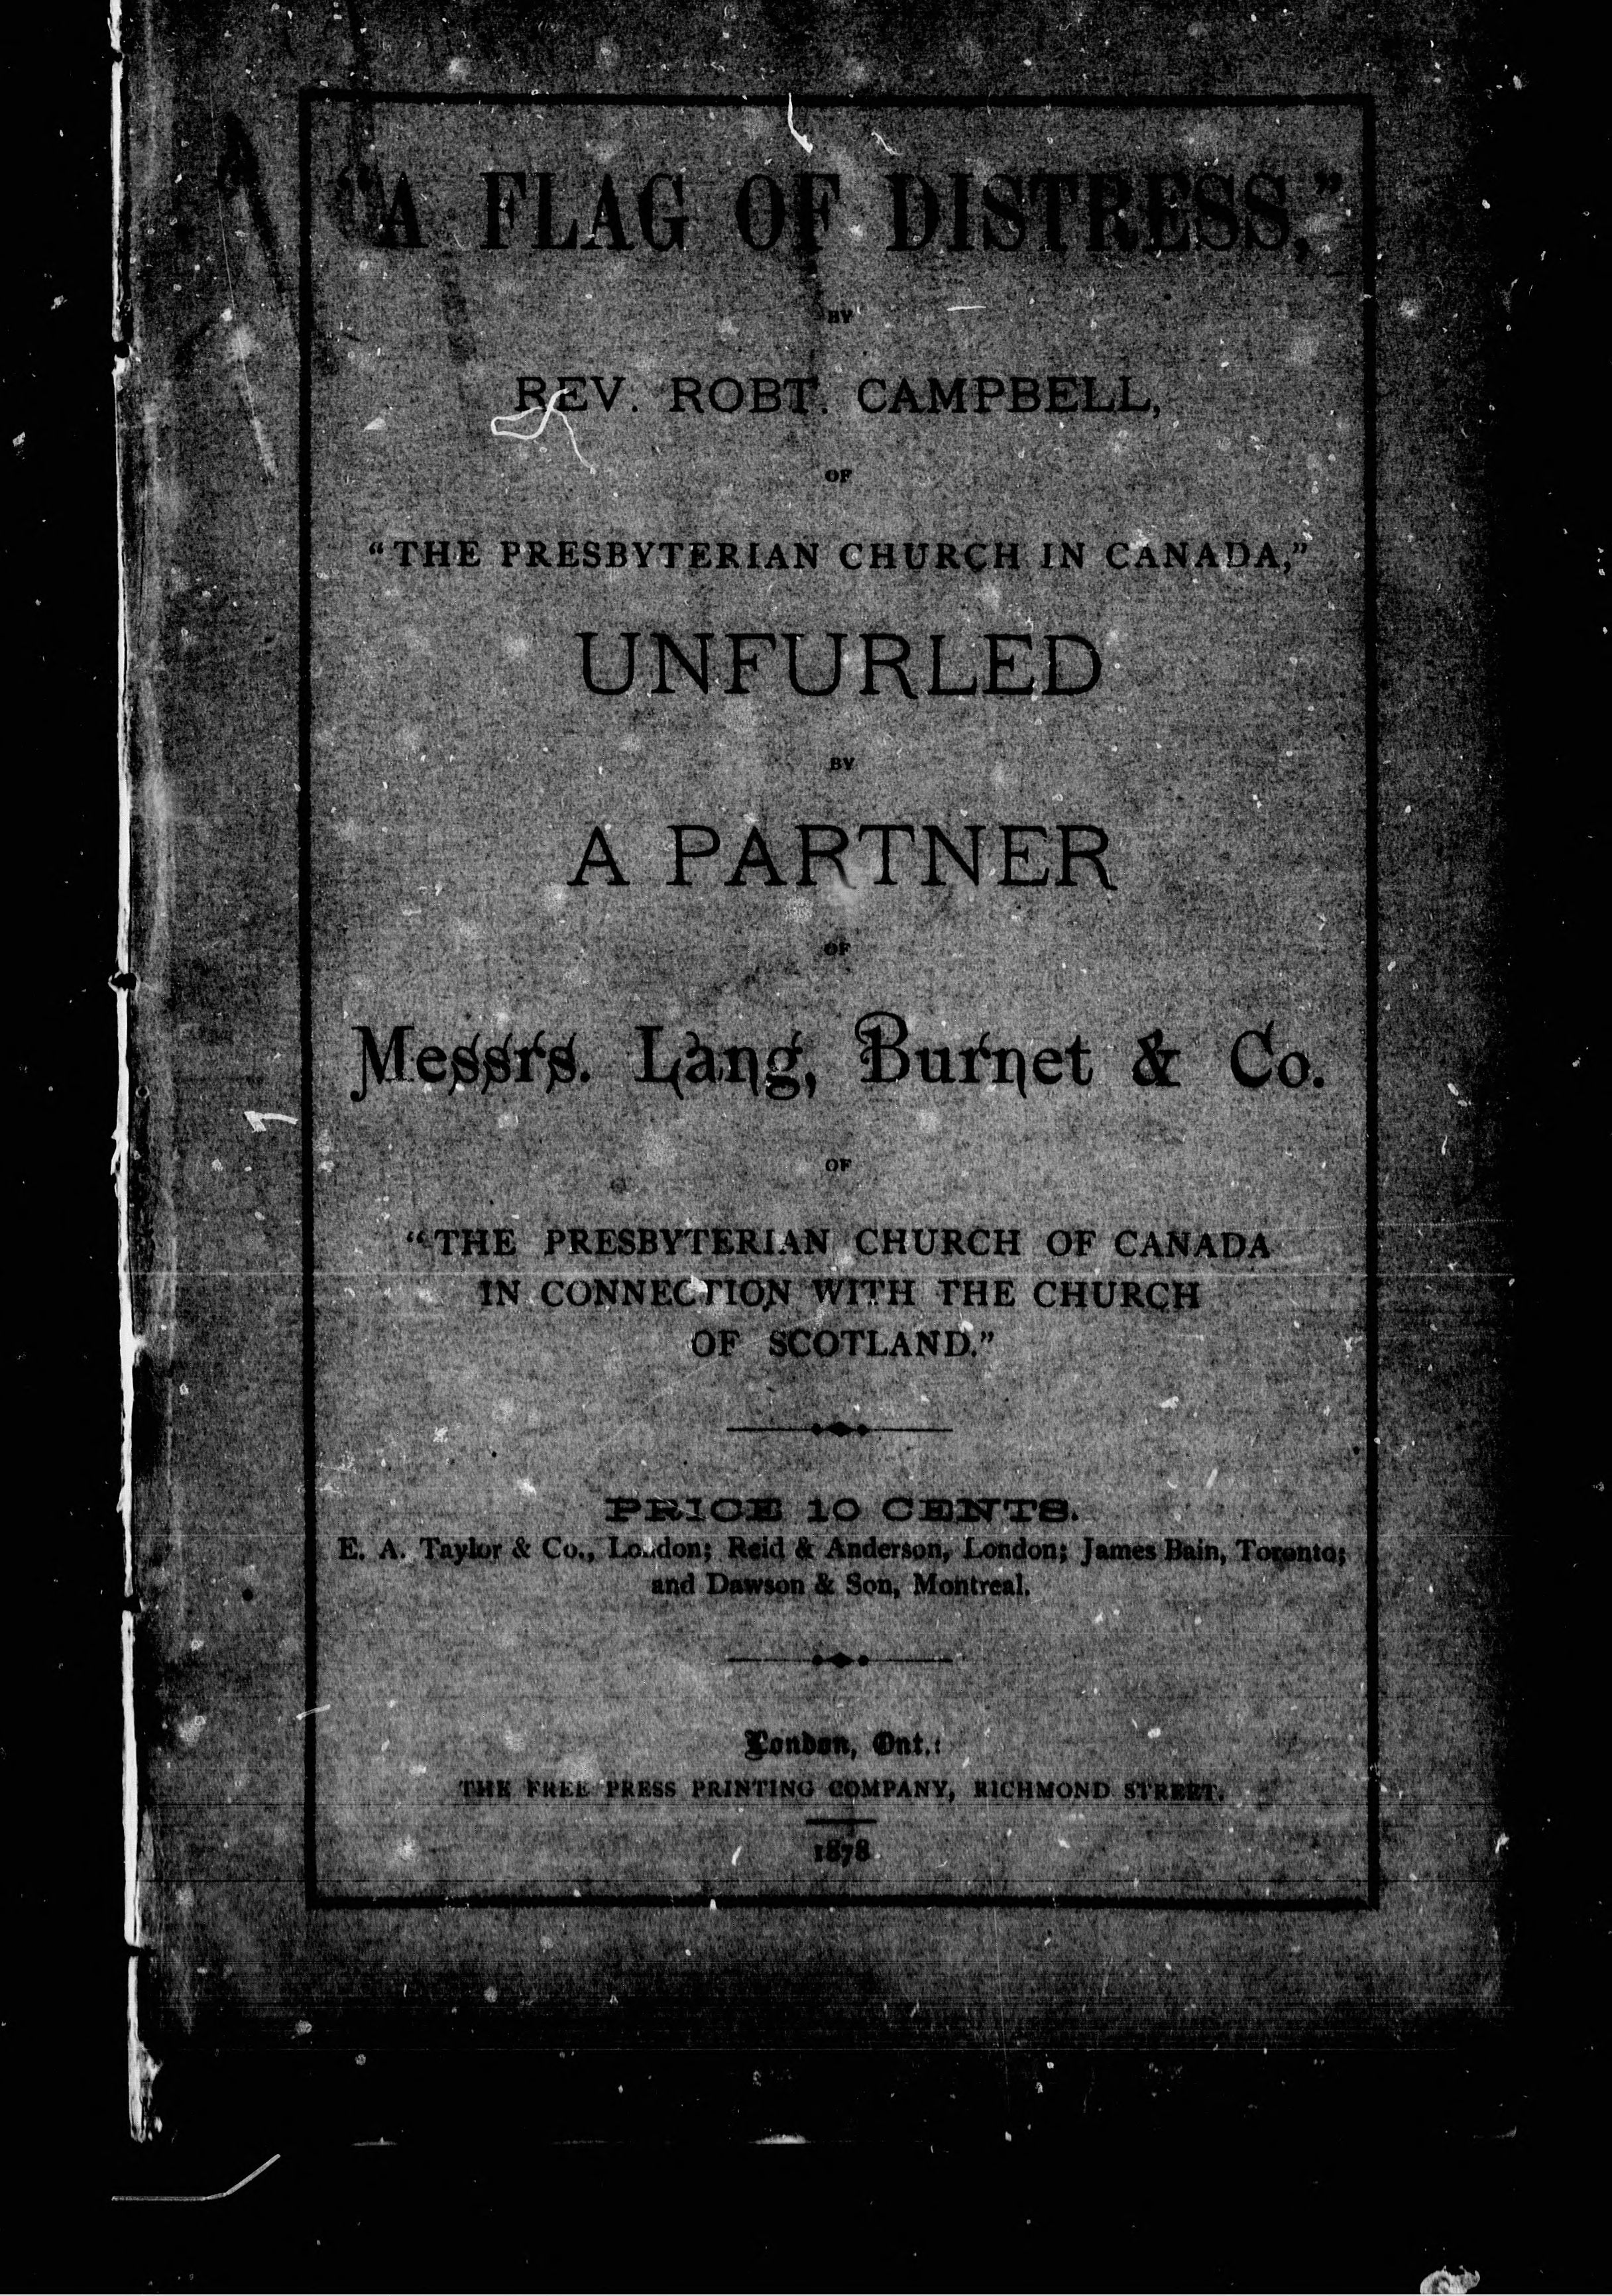 “A FLAG OF DISTRESS,”
BY
REV. ROBT. CAMPBELL,
OF
“THE PRESBYTERIAN CHURCH IN CANADA,”
UNFURLED
BY
A PARTNER
OF
Messrs. Lang, Burnet & Co.
OF
“THE PRESBYTERIAN CHURCH OF CANADA
IN CONNECTION WITH THE CHURCH
OF SCOTLAND.”
PRICE 10 CENTS.
E. A. Taylor & Co., London; Reid & Anderson, London; James Bain, Toronto;
and Dawson & Son, Montreal.
London, Ont.:
THE FREE PRESS PRINTING COMPANY, RICHMOND STREET.
1878